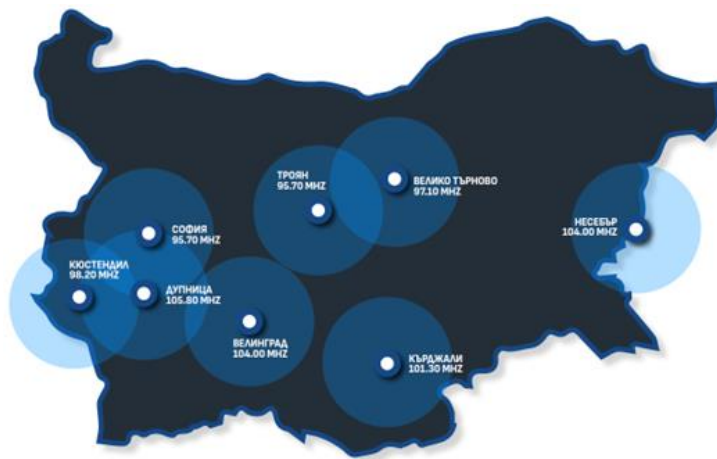 ТРОЯН
95.70 MHZ
ВЕЛИКО ТЪРНОВО
97.10 MHZ
НЕСЕБЪР
104.00 MHZ
СОФИЯ
95.70 MHZ
КЮСТЕНДИЛ
98.20 MHZ
ДУПНИЦА
105.80 MHZ
ВЕЛИНГРАД
104.00 MHZ
КЪРДЖАЛИ
101.30 MHZ